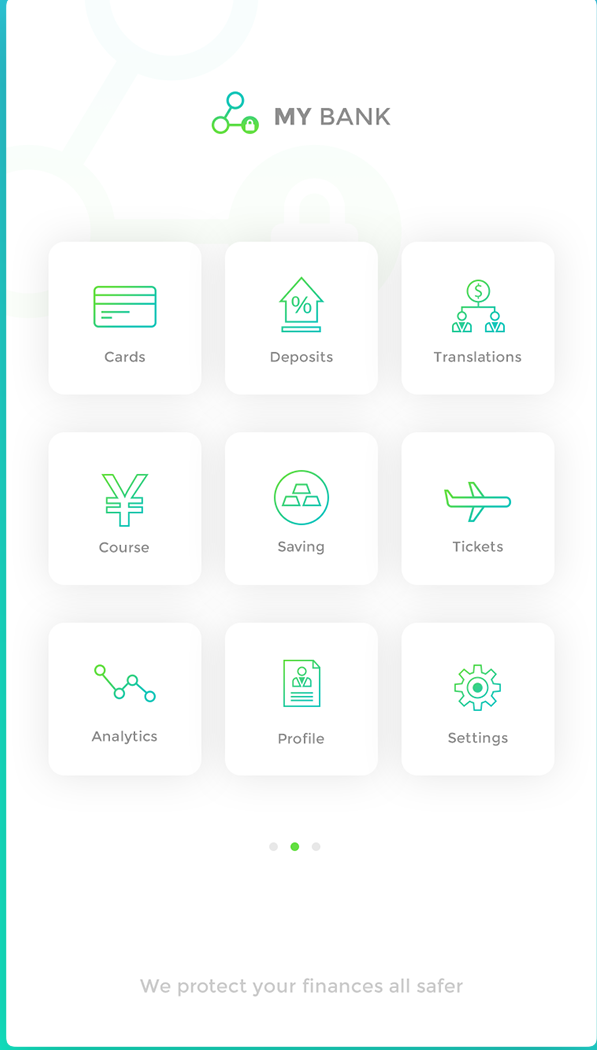 MY BANK
Cards
Deposits
Translations
Course
Saving
Tickets
Analytics
Profile
Settings
We protect your finances all safer